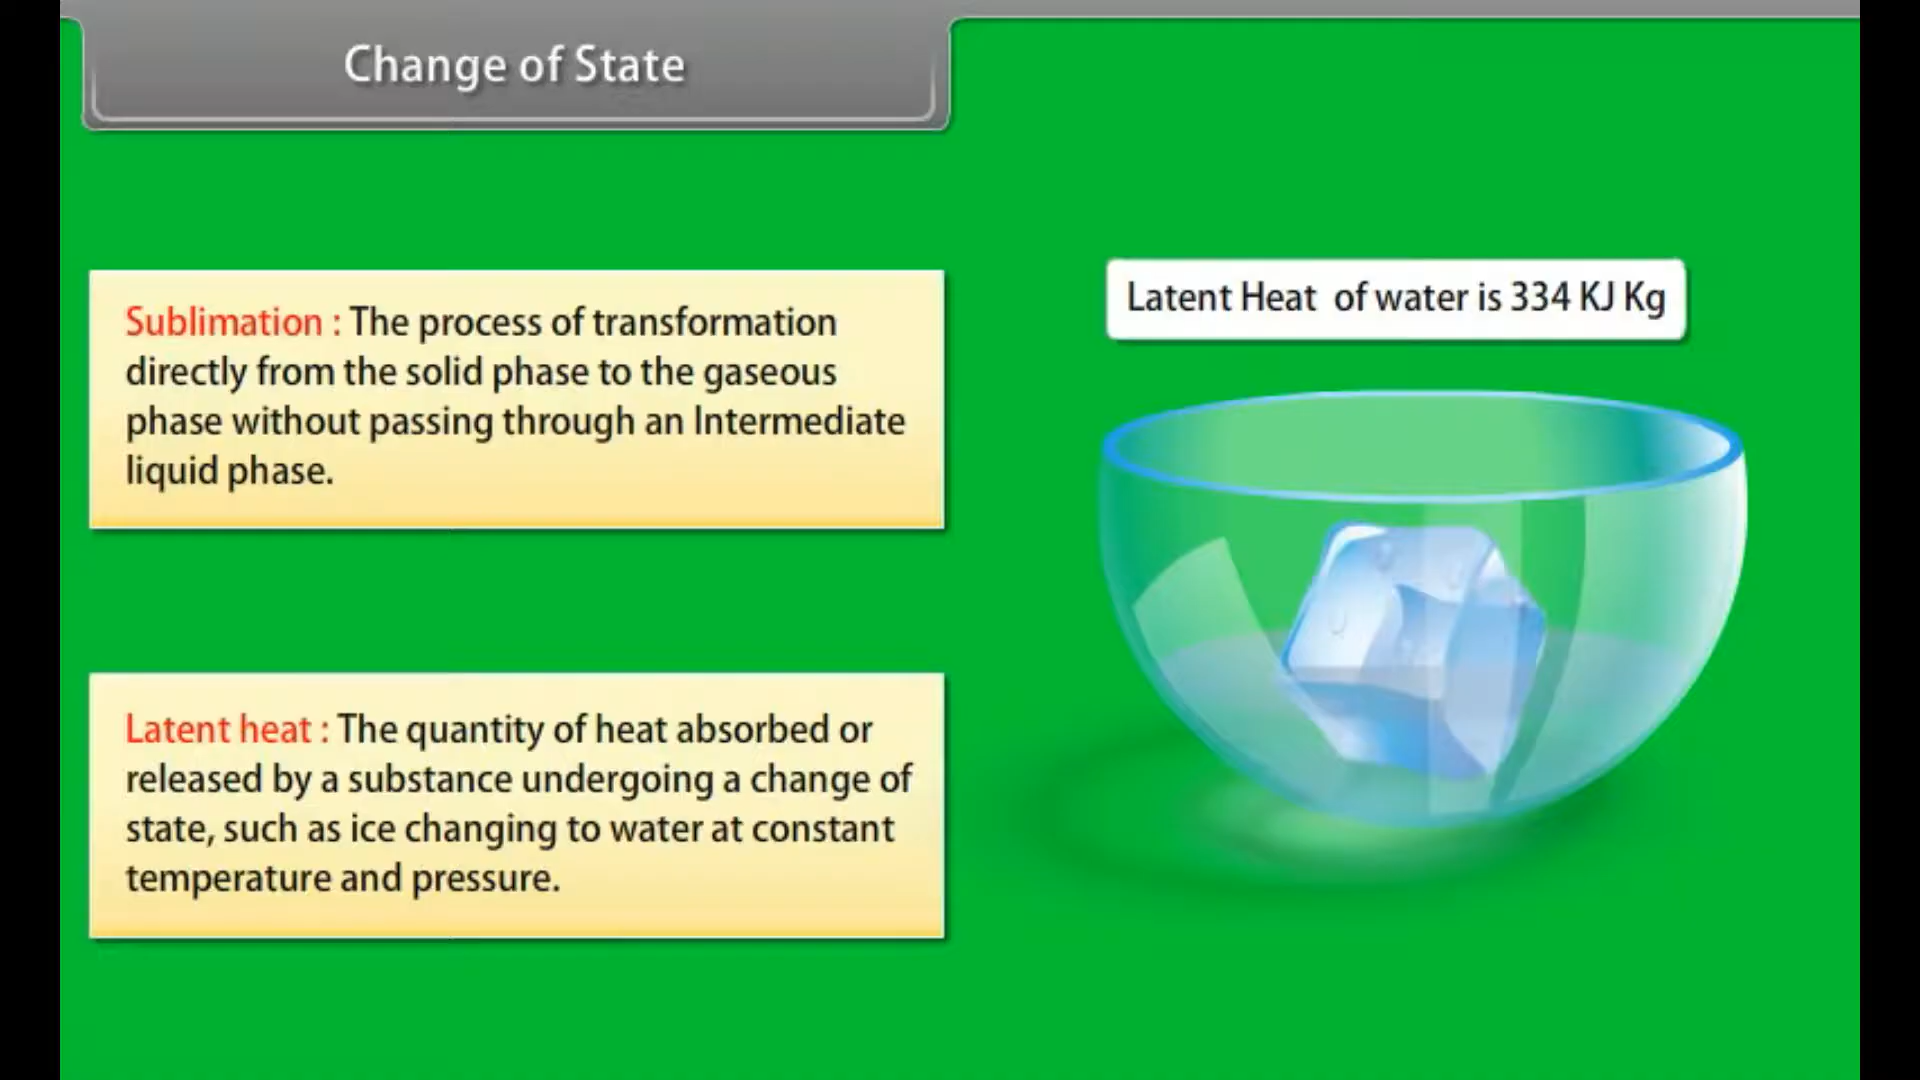 Change of State
Sublimation : The process of transformation
directly from the solid phase to the gaseous
phase without passing through an Intermediate
liquid phase.
Latent Heat of water is 334 KJ Kg
Latent heat : The quantity of heat absorbed or
released by a substance undergoing a change of
state, such as ice changing to water at constant
temperature and pressure.